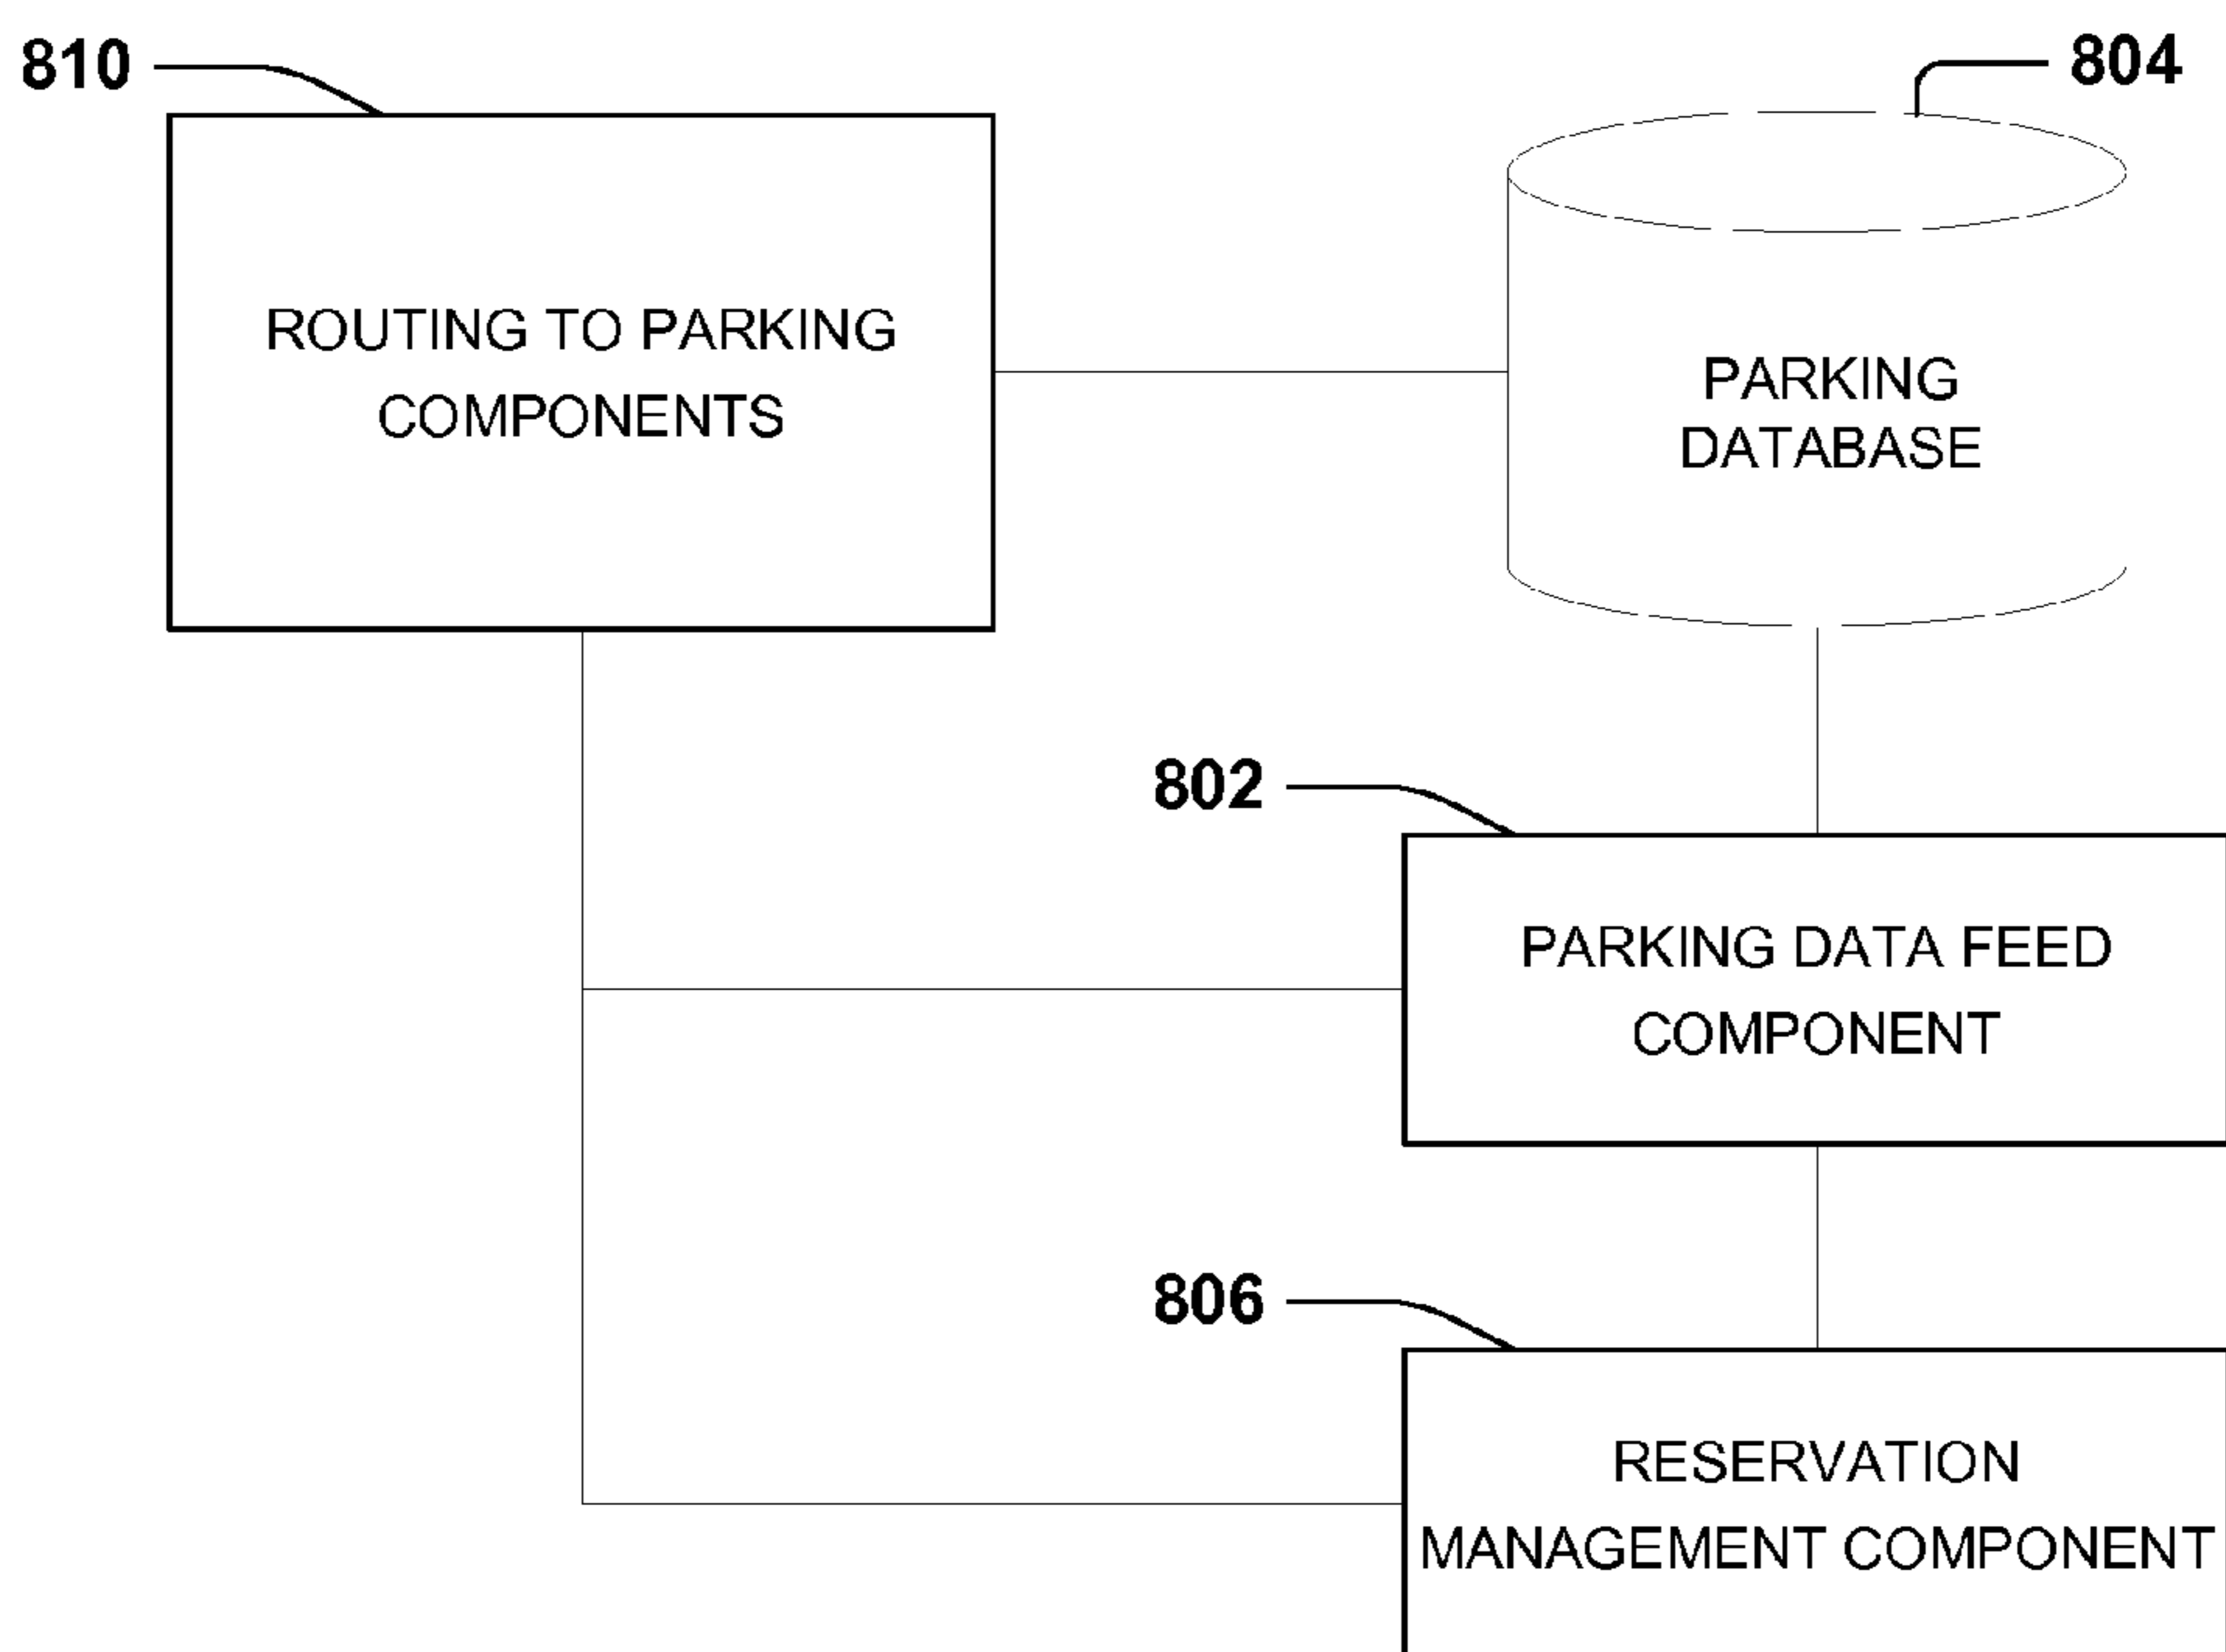 810
804
ROUTING TO PARKING
COMPONENTS
PARKING
DATABASE
802
PARKING DATA FEED
COMPONENT
806
RESERVATION
MANAGEMENT COMPONENT